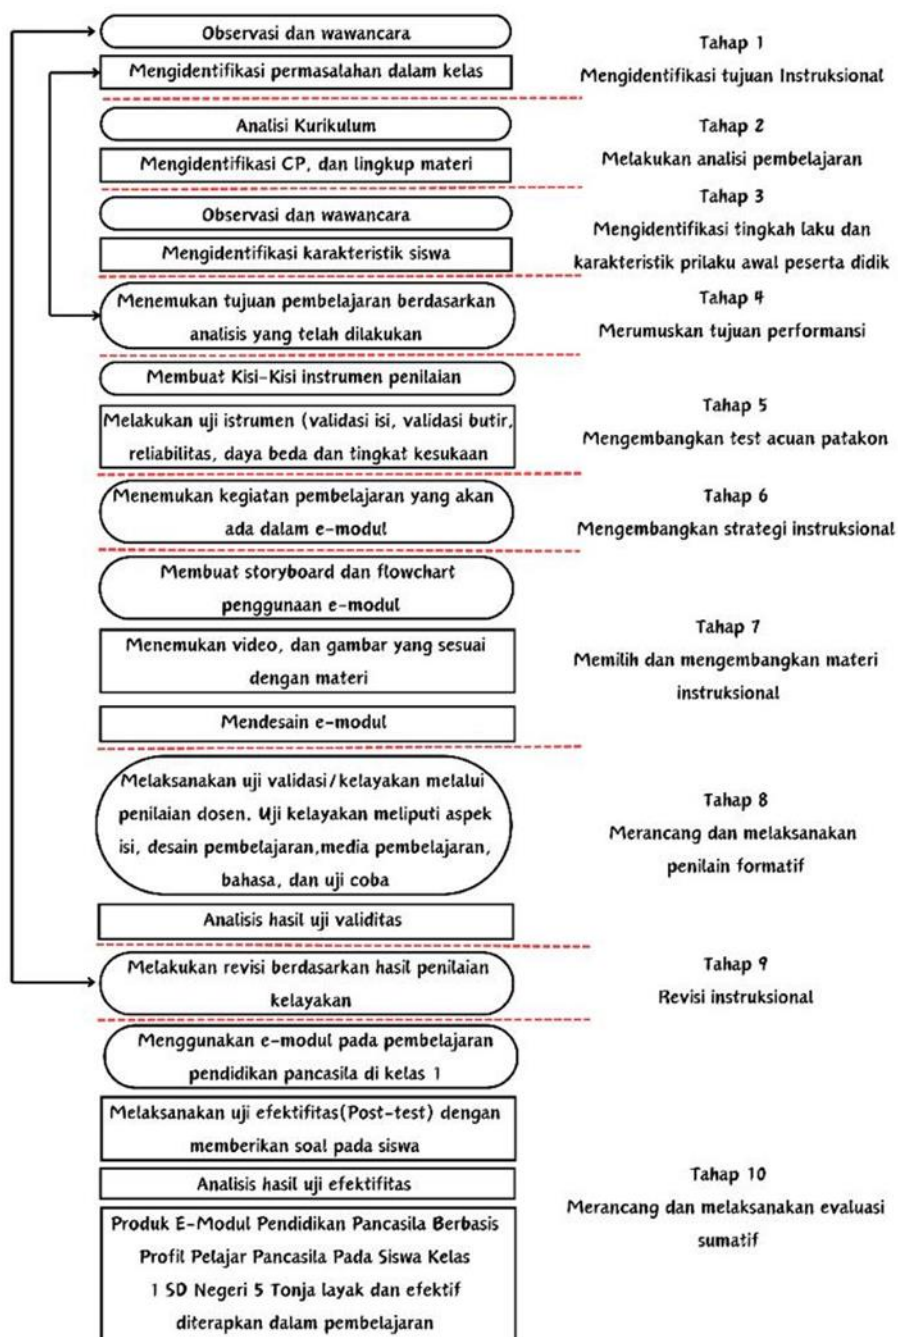 Observasi dan wawancara
Mengidentifikasi permasalahan dalam kelas
Tahap 1
Mengidentifikasi tujuan Instruksional
Analisi Kurikulum
Mengidentifikasi CP, dan lingkup materi
Tahap 2
Melakukan analisi pembelajaran
Observasi dan wawancara
Mengidentifikasi karakteristik siswa
Tahap 3
Mengidentifikasi tingkah laku dan
karakteristik prilaku awal peserta didik
Menemukan tujuan pembelajaran berdasarkan
analisis yang telah dilakukan
Tahap 4
Merumuskan tujuan performansi
Membuat Kisi-Kisi instrumen penilaian
Melakukan uji istrumen (validasi isi, validasi butir,
reliabilitas, daya beda dan tingkat kesukaan
Tahap 5
Mengembangkan test acuan patakon
Menemukan kegiatan pembelajaran yang akan
ada dalam e-modul
Tahap 6
Mengembangkan strategi instruksional
Membuat storyboard dan flowchart
penggunaan e-modul
Menemukan video, dan gambar yang sesuai
dengan materi
Mendesain e-modul
Tahap 7
Memilih dan mengembangkan materi
instruksional
Melaksanakan uji validasi/kelayakan melalui
penilaian dosen. Uji kelayakan meliputi aspek
isi, desain pembelajaran,media pembelajaran,
bahasa, dan uji coba
Analisis hasil uji validitas
Tahap 8
Merancang dan melaksanakan
penilain formatif
Melakukan revisi berdasarkan hasil penilaian
kelayakan
Tahap 9
Revisi instruksional
Menggunakan e-modul pada pembelajaran
pendidikan pancasila di kelas 1
Melaksanakan uji efektifitas(Post-test) dengan
memberikan soal pada siswa
Analisis hasil uji efektifitas
Produk E-Modul Pendidikan Pancasila Berbasis
Profil Pelajar Pancasila Pada Siswa Kelas
1 SD Negeri 5 Tonja layak dan efektif
diterapkan dalam pembelajaran
Tahap 10
Merancang dan melaksanakan evaluasi
sumatif